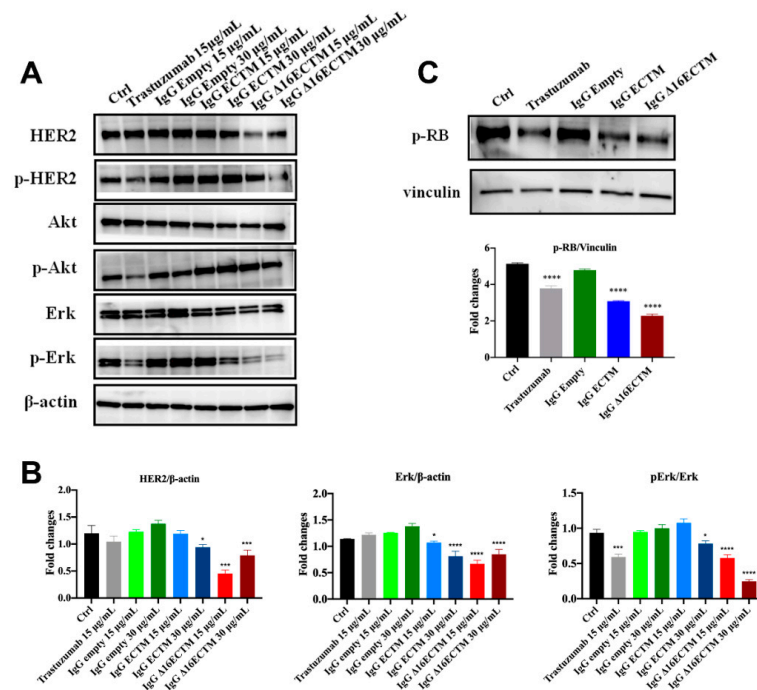 A
Ctrl
Trastuzumab 15μg/mL
IgG Empty 15 μg/mL
IgG Empty 30 μg/mL
IgG ECTM 15 μg/mL
IgG ECTM 30 μg/mL
IgG Δ16ECTM 15 μg/mL
IgG Δ16ECTM 30 μg/mL
HER2
p-HER2
Akt
p-Akt
Erk
p-Erk
β-actin
C
Ctrl
Trastuzumab
IgG Empty
IgG ECTM
IgG Δ16ECTM
p-RB
vinculin
p-RB/Vinculin
Fold changes
6
4
2
0
****
****
****
Ctrl
Trastuzumab
IgG Empty
IgG ECTM
IgG Δ16ECTM
B
HER2/β-actin
Fold changes
2.0
1.5
1.0
0.5
0.0
*
***
***
Ctrl
Trastuzumab 15 μg/mL
IgG empty 15 μg/mL
IgG empty 30 μg/mL
IgG ECTM 15 μg/mL
IgG ECTM 30 μg/mL
IgG Δ16ECTM 15 μg/mL
IgG Δ16ECTM 30 μg/mL
Erk/β-actin
Fold changes
2.0
1.5
1.0
0.5
0.0
*
****
****
****
Ctrl
Trastuzumab 15 μg/mL
IgG empty 15 μg/mL
IgG empty 30 μg/mL
IgG ECTM 15 μg/mL
IgG ECTM 30 μg/mL
IgG Δ16ECTM 15 μg/mL
IgG Δ16ECTM 30 μg/mL
pErk/Erk
Fold changes
1.5
1.0
0.5
0.0
***
*
****
****
Ctrl
Trastuzumab 15 μg/mL
IgG empty 15 μg/mL
IgG empty 30 μg/mL
IgG ECTM 15 μg/mL
IgG ECTM 30 μg/mL
IgG Δ16ECTM 15 μg/mL
IgG Δ16ECTM 30 μg/mL